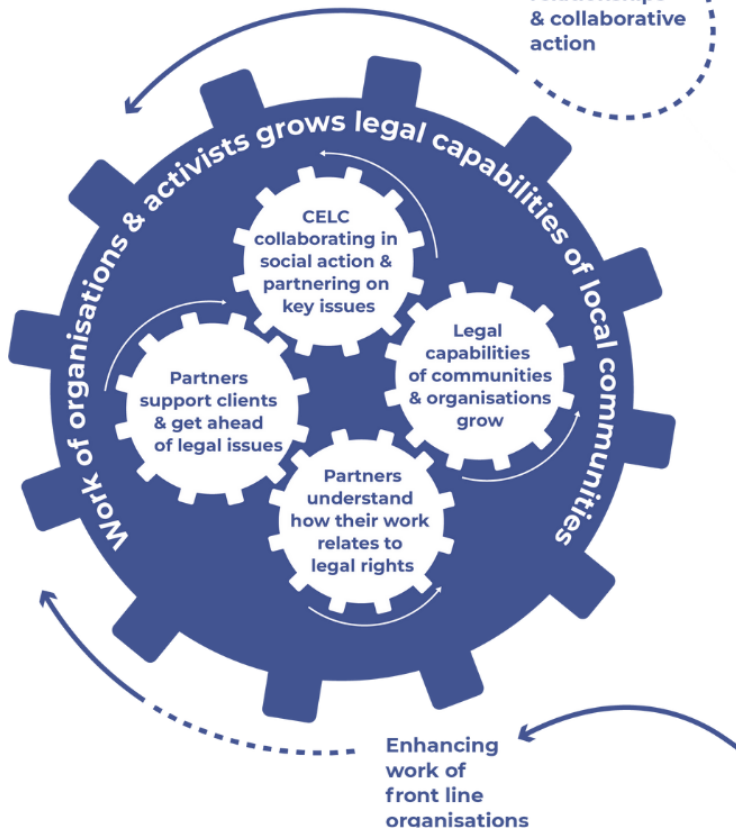 & collaborative
action
Work of organisations & activists grows legal capabilities of local communities
CELC
collaborating in
social action &
partnering on
key issues
Partners
support clients
& get ahead
of legal issues
Legal
capabilities
of communities
& organisations
grow
Partners
understand
how their work
relates to
legal rights
Enhancing
work of
front line
organisations